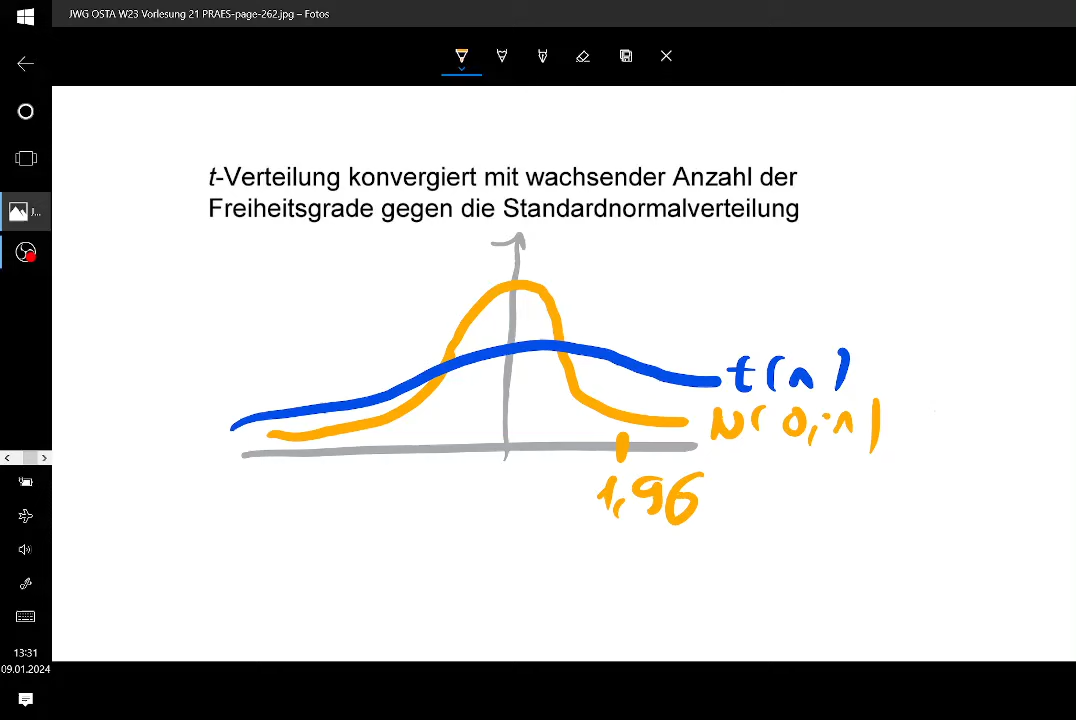 JWG OSTA W23 Vorlesung 21 PRAES-page-262.jpg – Fotos
J...
t-Verteilung konvergiert mit wachsender Anzahl der
Freiheitsgrade gegen die Standardnormalverteilung
t(n)
N(0,1)
1,96
13:31
09.01.2024